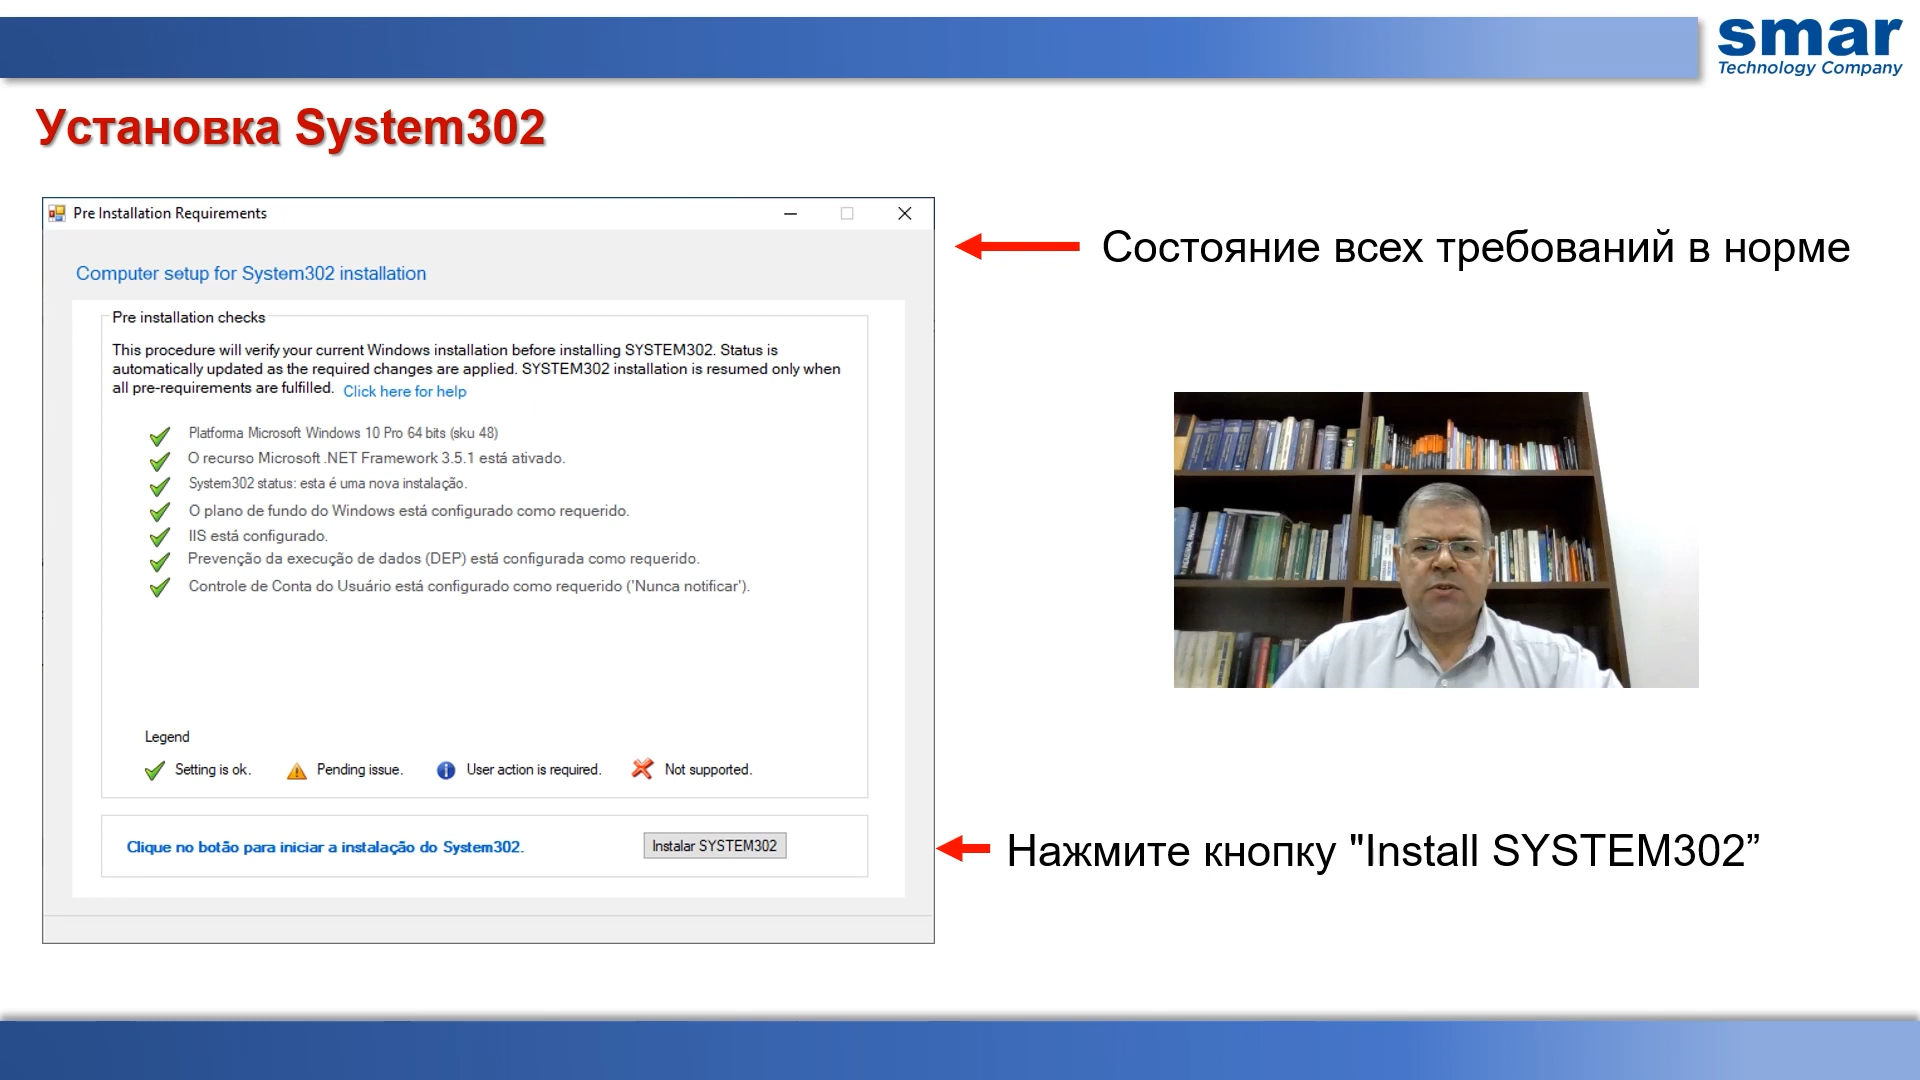 smar
Technology Company
Установка System302
Pre Installation Requirements
Состояние всех требований в норме
Computer setup for System302 installation
Pre installation checks
This procedure will verify your current Windows installation before installing SYSTEM302. Status is
automatically updated as the required changes are applied. SYSTEM302 installation is resumed only when
all pre-requirements are fulfilled. Click here for help
Platforma Microsoft Windows 10 Pro 64 bits (sku 48)
O recurso Microsoft .NET Framework 3.5.1 está ativado.
System302 status: esta é uma nova instalação.
O plano de fundo do Windows está configurado como requerido.
IIS está configurado.
Prevenção da execução de dados (DEP) está configurada como requerido.
Controle de Conta do Usuário está configurado como requerido ('Nunca notificar').
Legend
Setting is ok. Pending issue. User action is required. Not supported.
Clique no botão para iniciar a instalação do System302. Instalar SYSTEM302
Нажмите кнопку "Install SYSTEM302”